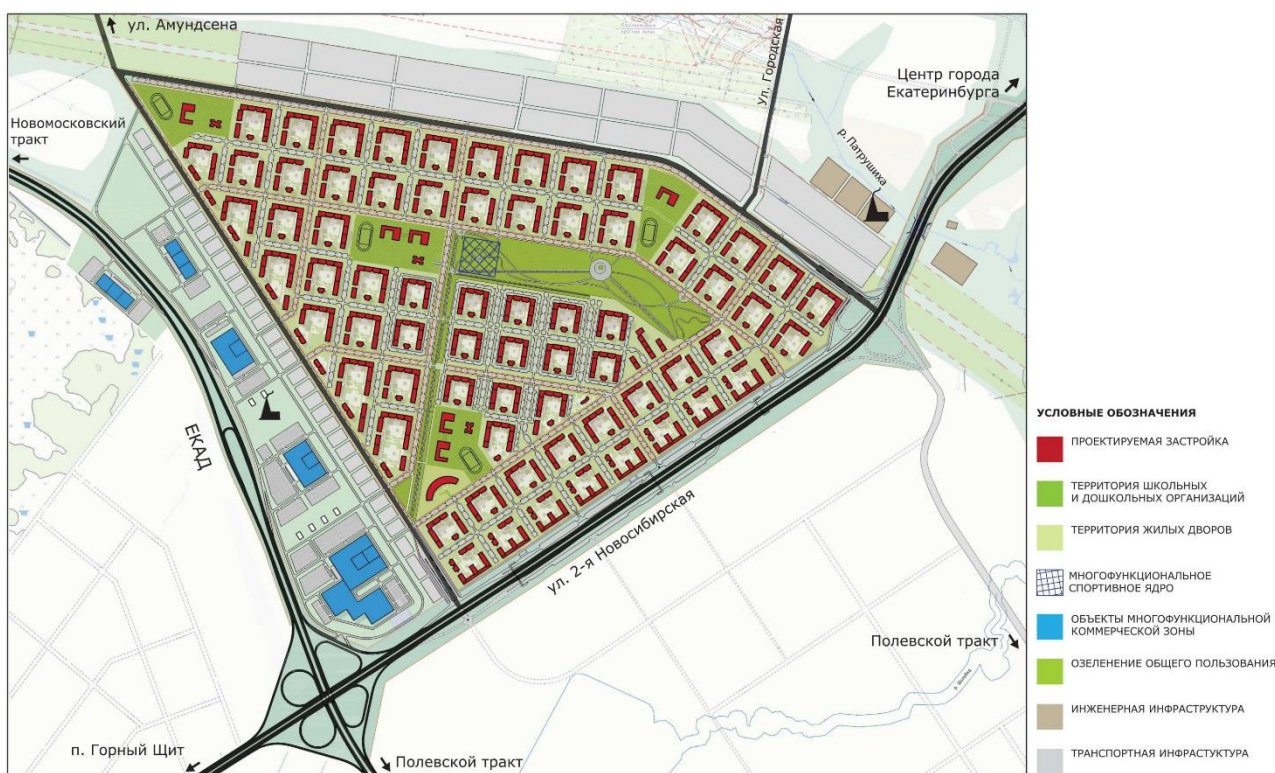 ул. Амундсена
ул. Городская
Центр города
Екатеринбурга
Новомосковский
тракт
р. Патрушиха
ЕКАД
ул. 2-я Новосибирская
Полевской тракт
п. Горный Щит
Полевской тракт
УСЛОВНЫЕ ОБОЗНАЧЕНИЯ
ПРОЕКТИРУЕМАЯ ЗАСТРОЙКА
ТЕРРИТОРИЯ ШКОЛЬНЫХ
И ДОШКОЛЬНЫХ ОРГАНИЗАЦИЙ
ТЕРРИТОРИЯ ЖИЛЫХ ДВОРОВ
МНОГОФУНКЦИОНАЛЬНОЕ
СПОРТИВНОЕ ЯДРО
ОБЪЕКТЫ МНОГОФУНКЦИОНАЛЬНОЙ
КОММЕРЧЕСКОЙ ЗОНЫ
ОЗЕЛЕНЕНИЕ ОБЩЕГО ПОЛЬЗОВАНИЯ
ИНЖЕНЕРНАЯ ИНФРАСТРУКТУРА
ТРАНСПОРТНАЯ ИНФРАСТУКТУРА